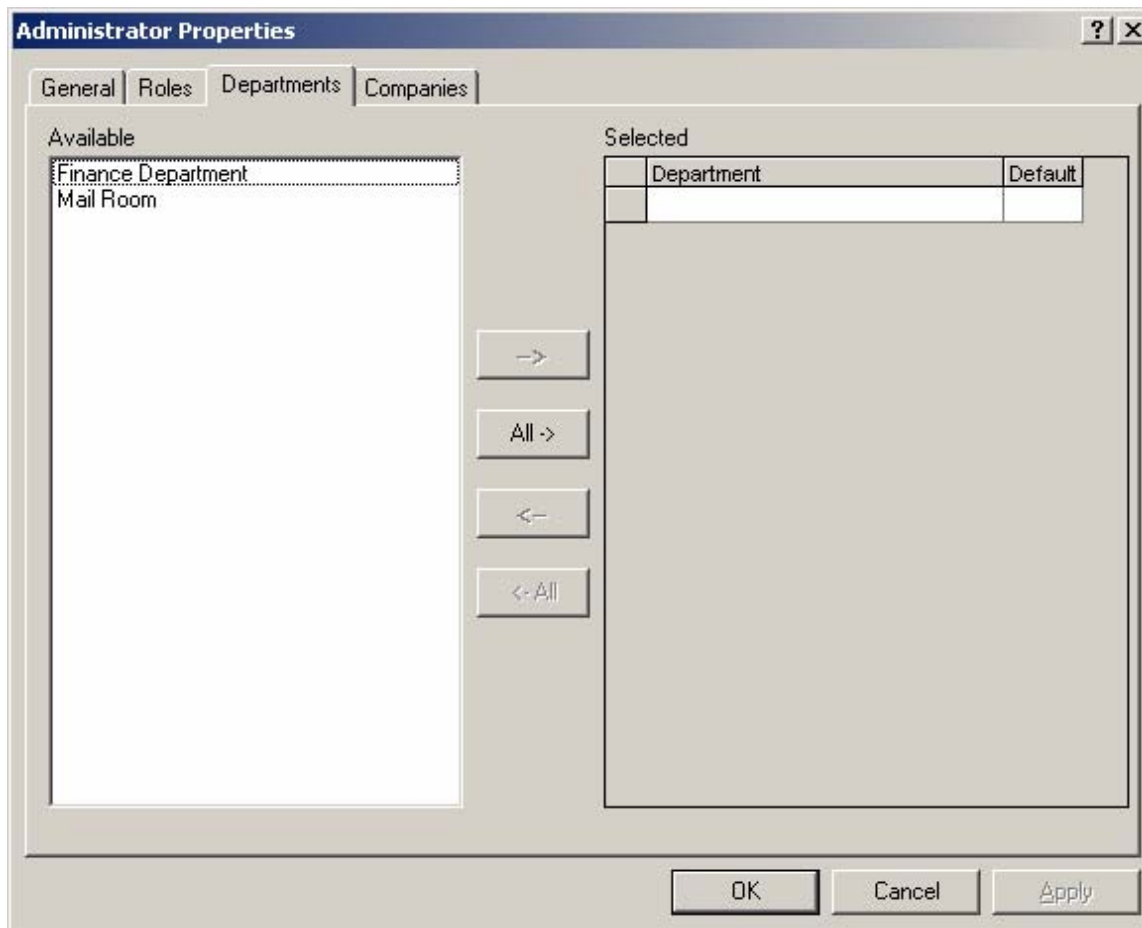 Administrator Properties
General Roles Departments Companies
Available
Selected
Finance Department
Mail Room
Department Default
-->
All ->
<--
<- All
OK Cancel Apply